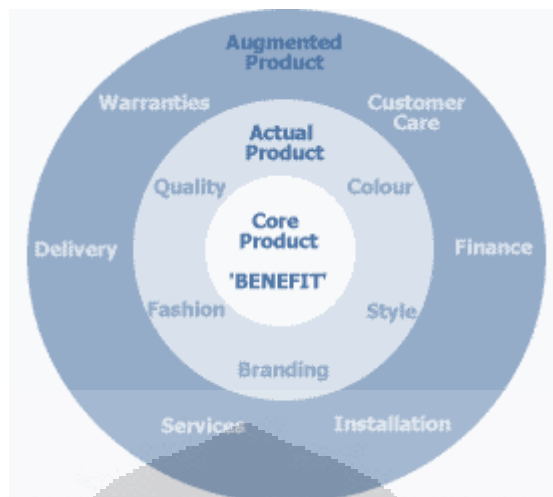 Augmented
Product
Warranties
Customer
Care
Actual
Product
Quality
Colour
Core
Product
Delivery
Finance
'BENEFIT'
Fashion
Style
Branding
Services
Installation